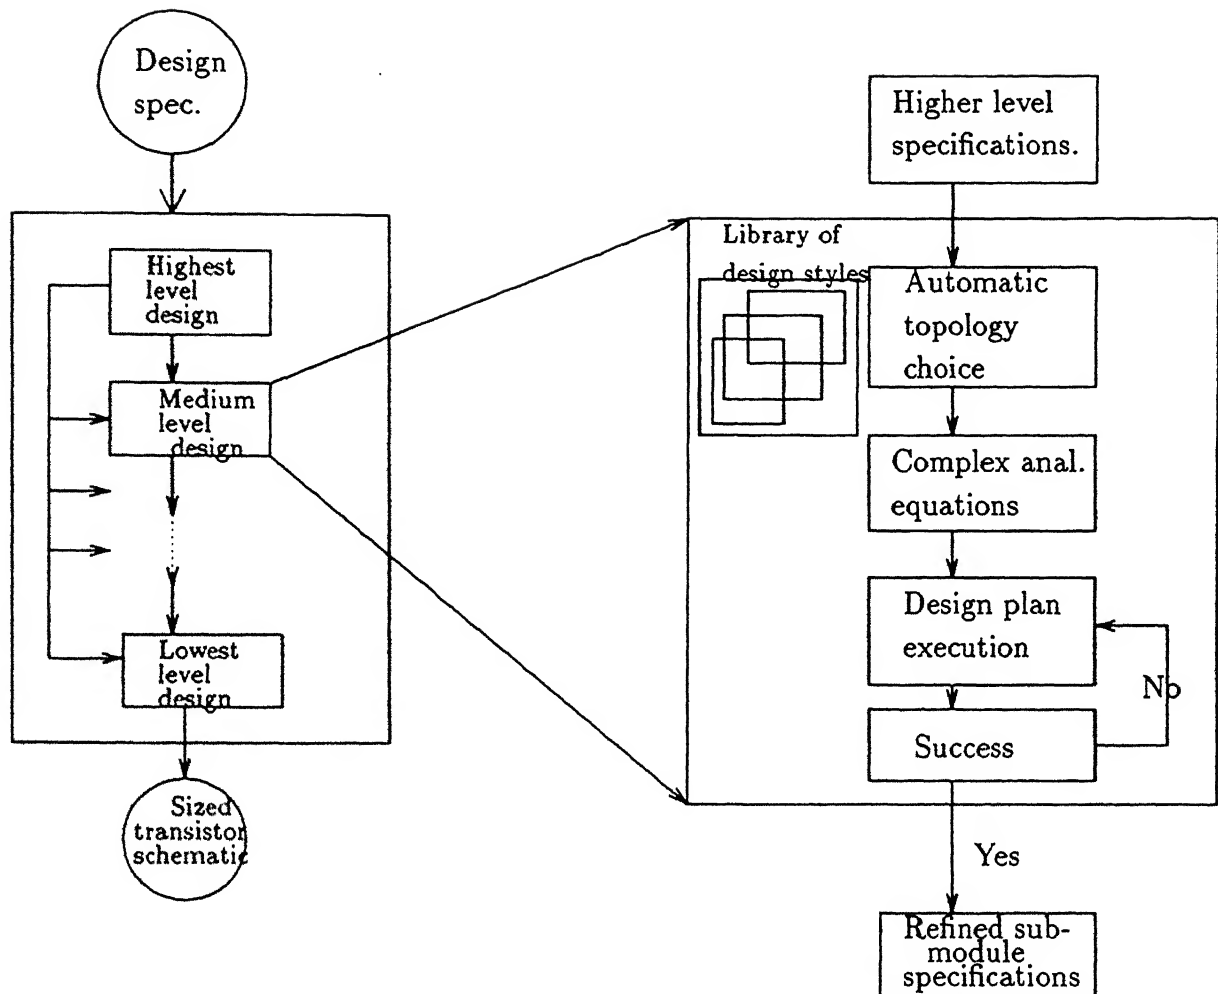 Design
spec.
Highest
level
design
Medium
level
design
Lowest
level
design
Sized
transistor
schematic
Higher level
specifications.
Library of
design styles
Automatic
topology
choice
Complex anal.
equations
Design plan
execution
No
Success
Yes
Refined sub-
module
specifications